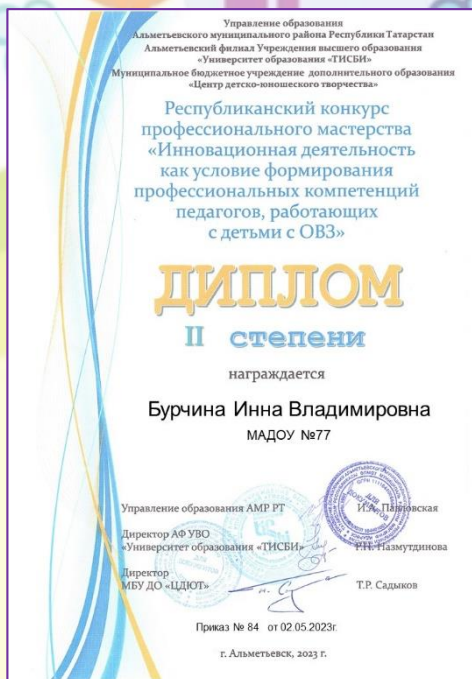 Управление образования
Альметьевского муниципального района Республики Татарстан
Альметьевский филиал Учреждения высшего образования
«Университет образования «ТИСБИ»
Муниципальное бюджетное учреждение дополнительного образования
«Центр детско-юношеского творчества»
Республиканский конкурс
профессионального мастерства
«Инновационная деятельность
как условие формирования
профессиональных компетенций
педагогов, работающих
с детьми с ОВЗ»
ДИПЛОМ
II степени
награждается
Бурчина Инна Владимировна
МАДОУ №77
Управление образования АМР РТ
Директор АФ УВО
«Университет образования «ТИСБИ»
Р.Н.Назмутдинова
Директор
МБУ ДО «ЦДЮТ»
Т.Р. Садыков
ДЛЯ
ДОКУМЕНТОВ
Приказ № 84 от 02.05.2023г.
г. Альметьевск, 2023 г.